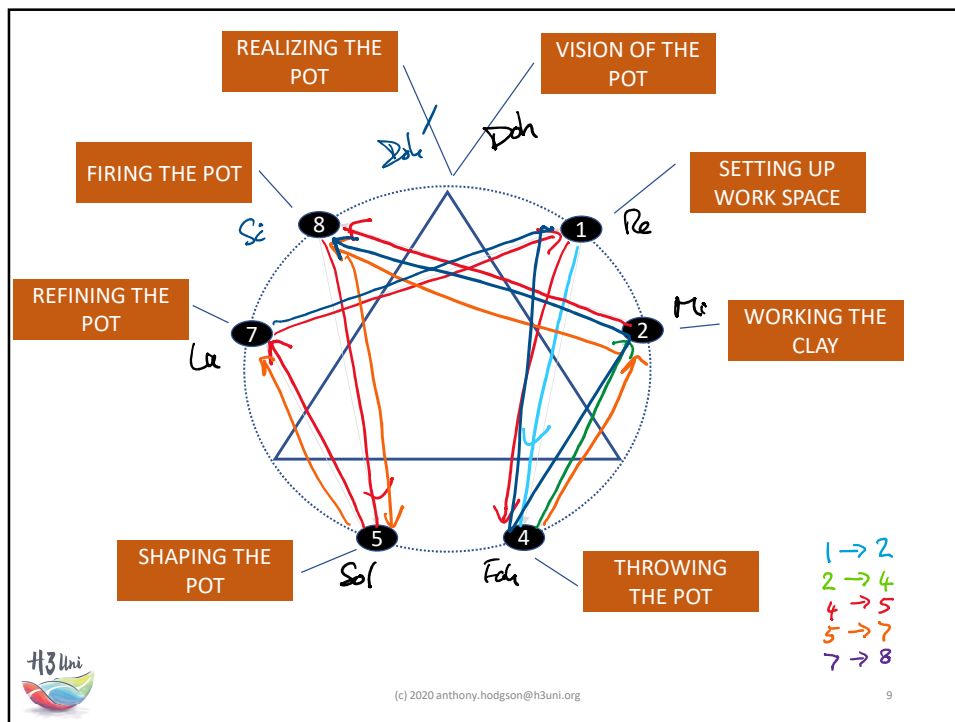 REALIZING THE
POT
VISION OF THE
POT
Doh'
Doh
FIRING THE POT
SETTING UP
WORK SPACE
8
1
Si
Re
REFINING THE
POT
7
2
Mi
WORKING THE
CLAY
La
5
4
SHAPING THE
POT
Sol
Fah
THROWING
THE POT
1 → 2
2 → 4
4 → 5
5 → 7
7 → 8
H3Uni
(c) 2020 anthony.hodgson@h3uni.org
9